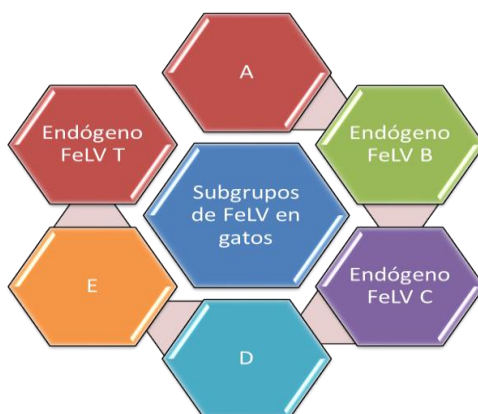 A
Endógeno
FeLV B
Endógeno
FeLV C
D
E
Endógeno
FeLV T
Subgrupos
de FeLV en
gatos